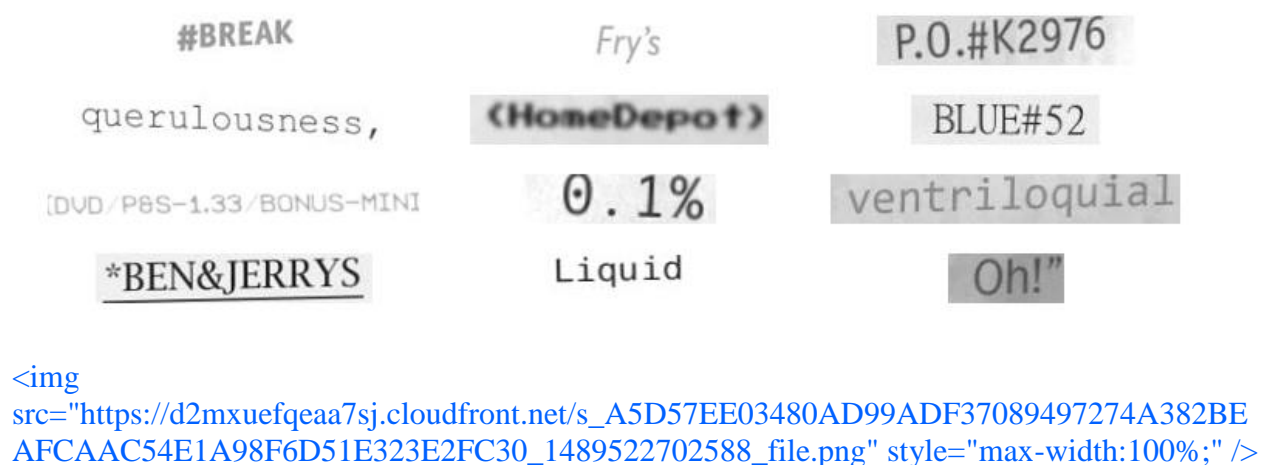 #BREAK Fry's P.O.#K2976
querulousness, (HomeDepot) BLUE#52
[DVD/P&S-1.33/BONUS-MINI 0.1% ventriloquial
*BEN&JERRYS Liquid Oh!”
<img
src="https://d2mxuefqeaa7sj.cloudfront.net/s_A5D57EE03480AD99ADF37089497274A382BE
AFCAAC54E1A98F6D51E323E2FC30_1489522702588_file.png" style="max-width:100%;" />